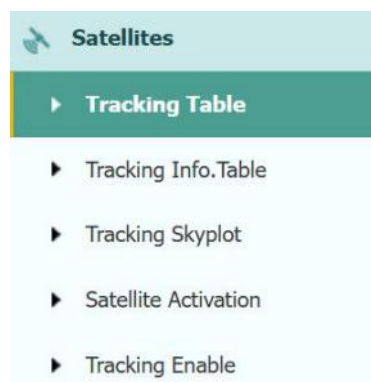 Satellites
Tracking Table
Tracking Info.Table
Tracking Skyplot
Satellite Activation
Tracking Enable